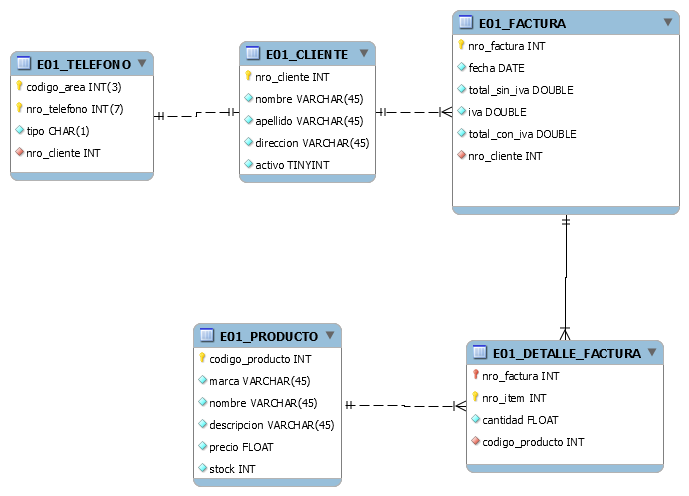 E01_TELEFONO
codigo_area INT(3)
nro_telefono INT(7)
tipo CHAR(1)
nro_cliente INT
E01_CLIENTE
nro_cliente INT
nombre VARCHAR(45)
apellido VARCHAR(45)
direccion VARCHAR(45)
activo TINYINT
E01_FACTURA
nro_factura INT
fecha DATE
total_sin_iva DOUBLE
iva DOUBLE
total_con_iva DOUBLE
nro_cliente INT
E01_PRODUCTO
codigo_producto INT
marca VARCHAR(45)
nombre VARCHAR(45)
descripcion VARCHAR(45)
precio FLOAT
stock INT
E01_DETALLE_FACTURA
nro_factura INT
nro_item INT
cantidad FLOAT
codigo_producto INT